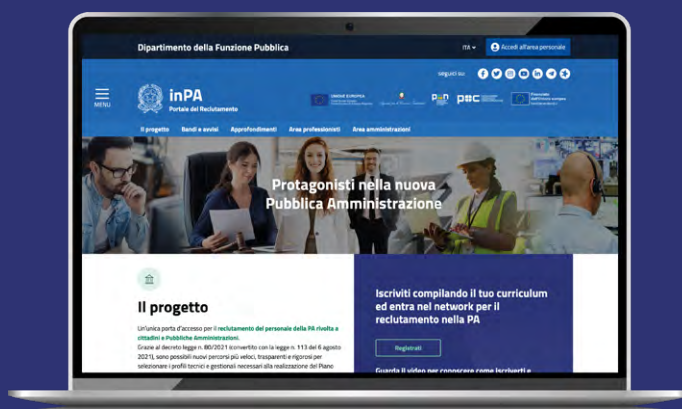 Dipartimento della Funzione Pubblica
ITA
Accedi all'area personale
seguici su
MENU
inPA
Portale del Reclutamento
UNIONE EUROPEA
pon
poc
Il progetto
Bandi e avvisi
Approfondimenti
Area professionisti
Area amministrazioni
Protagonisti nella nuova
Pubblica Amministrazione
Il progetto
Un'unica porta d'accesso per il reclutamento del personale della PA rivolta a
cittadini e Pubbliche Amministrazioni.
Grazie al decreto legge n. 80/2021 (convertito con la legge n. 113 del 6 agosto
2021), sono possibili nuovi percorsi più veloci, trasparenti e rigorosi per
selezionare i profili tecnici e gestionali necessari alla realizzazione del Piano
Iscriviti compilando il tuo curriculum
ed entra nel network per il
reclutamento nella PA
Registrati
Guarda il video per conoscere come iscriverti e